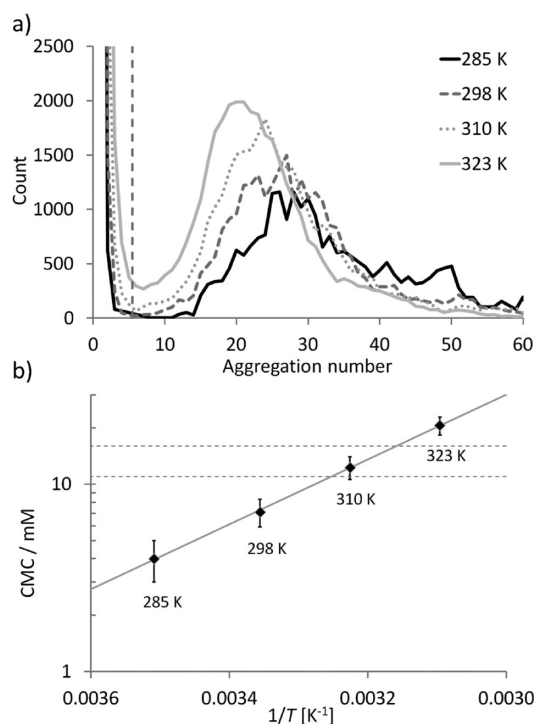 a)
2500
2000
1500
1000
500
0
Count
285 K
298 K
310 K
323 K
0 10 20 30 40 50 60
Aggregation number
b)
10
1
CMC / mM
323 K
310 K
298 K
285 K
0.0036 0.0034 0.0032 0.0030
1/T [K⁻¹]